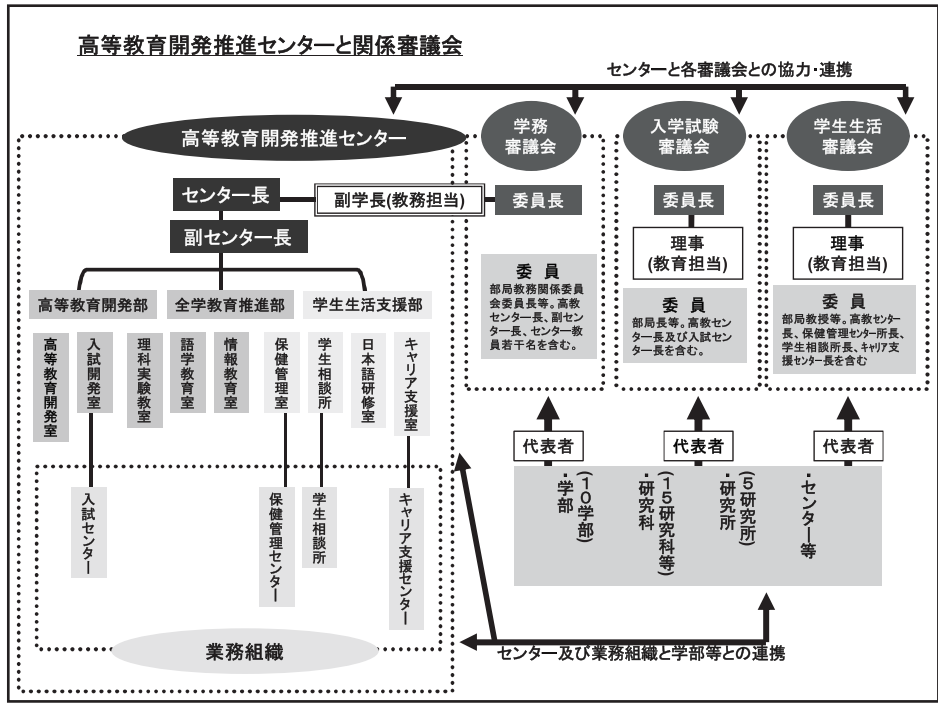 高等教育開発推進センターと関係審議会
センターと各審議会との協力・連携
高等教育開発推進センター
学務
審議会
入学試験
審議会
学生生活
審議会
センター長
副学長(教務担当)
委員長
委員長
委員長
副センター長
理事
(教育担当)
理事
(教育担当)
委 員
部局教務関係委員
会委員長等。高教
センター長、副セン
ター長、センター教
員若干名を含む。
委 員
部局長等。高教セン
ター長及び入試セン
ター長を含む。
委 員
部局教授等。高教センター
長、保健管理センター所長、
学生相談所長、キャリア支
援センター長を含む
高等教育開発部
全学教育推進部
学生生活支援部
高等教育開発室
入試開発室
理科実験教室
語学教育室
情報教育室
保健管理室
学生相談所
日本語研修室
キャリア支援室
代表者
代表者
代表者
入試センター
保健管理センター
学生相談所
キャリア支援センター
・学部
(10学部)
・研究科
(15研究科等)
・研究所
(5研究所)
・センター等
業務組織
センター及び業務組織と学部等との連携